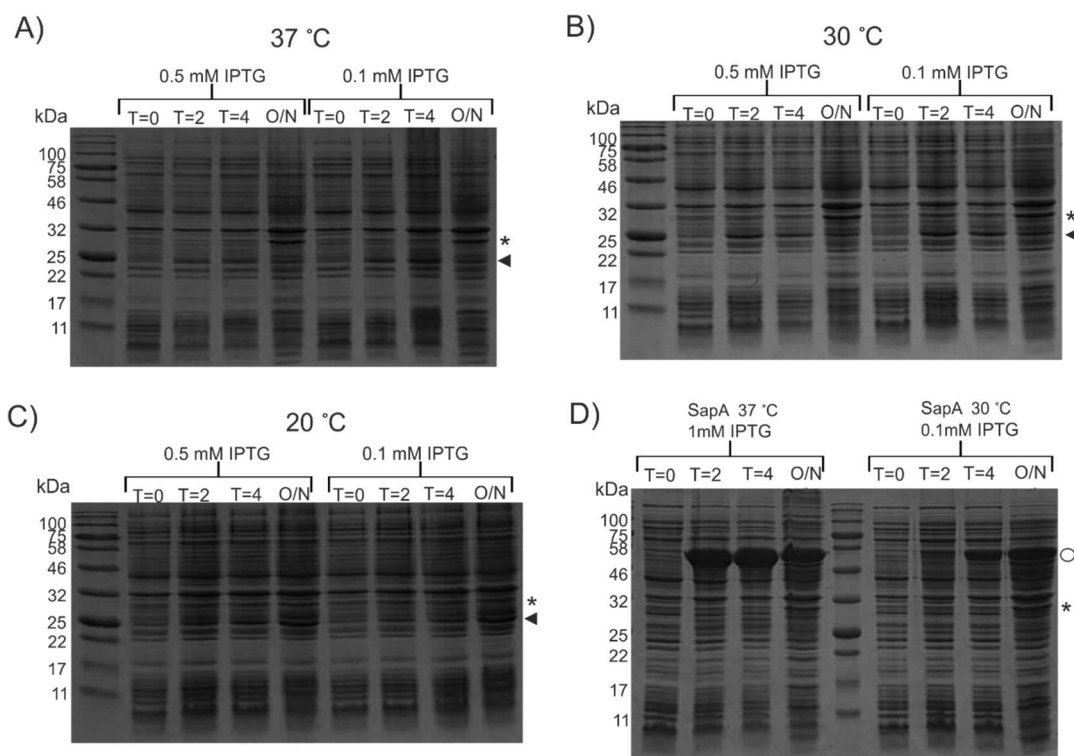 A)
37 °C
0.5 mM IPTG 0.1 mM IPTG
kDa T=0 T=2 T=4 O/N T=0 T=2 T=4 O/N
100
75
58
46
32
*
25
22
17
11
B)
30 °C
0.5 mM IPTG 0.1 mM IPTG
kDa T=0 T=2 T=4 O/N T=0 T=2 T=4 O/N
100
75
58
46
32
*
25
22
17
11
C)
20 °C
0.5 mM IPTG 0.1 mM IPTG
kDa T=0 T=2 T=4 O/N T=0 T=2 T=4 O/N
100
75
58
46
32
*
25
22
17
11
D)
SapA 37 °C SapA 30 °C
1mM IPTG 0.1mM IPTG
kDa T=0 T=2 T=4 O/N T=0 T=2 T=4 O/N
100
75
58
46
32
*
25
22
17
11